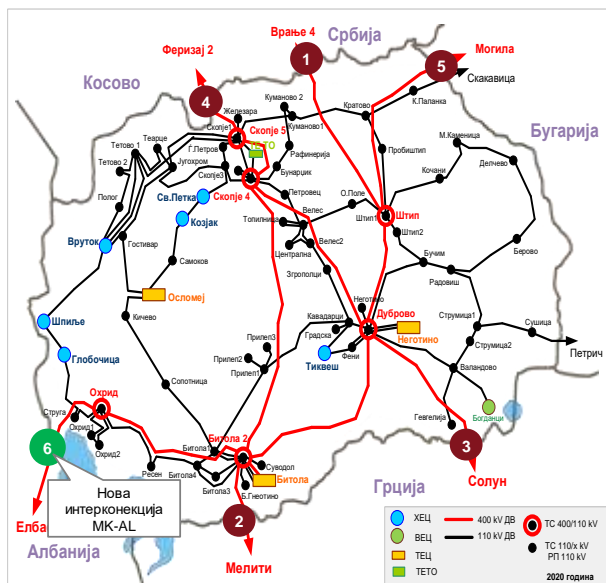 Србија
Врање 4
Могила
Феризај 2
1
5
Скакавица
Косово
4
Куманово 2
К.Паланка
Железара
Кратово
Бугарија
Скопје1
Куманово1
Скопје 5
ТЕТО
Теарце
Ѓ.Петров
Рафинерија
Пробиштип
М.Каменица
Тетово 1
Југохром
Скопје3
Бунарџик
Делчево
Тетово 2
Кочани
Св.Петка
Скопје 4
Петровец
Полог
О.Поле
Козјак
Велес
Штип1
Штип
Топилница
Штип2
Вруток
Гостивар
Велес2
Централна
Берово
Самоков
Бучим
Згрополци
Радовиш
Осломеј
Неготино
Кавадарци
Дуброво
Шпиље
Кичево
Градска
Струмица1
Сушица
Прилеп3
Неготино
Глобочица
Прилеп2
Фени
Струмица2
Петрич
Тиквеш
Прилеп1
Валандово
Сопотница
Охрид
Богданци
Струга
Гевгелија
Охрид1
Битола 2
Битола1
6
Охрид2
3
Суводол
Ресен
Битола4
Битола
Солун
Битола3
Б.Гнеотино
Нова
интерконекција
MK-AL
Елба
Грција
2
Албанија
Мелити
ХЕЦ
400 kV ДВ
ТС 400/110 kV
ВЕЦ
110 kV ДВ
ТС 110/x kV
РП 110 kV
ТЕЦ
ТЕТО
2020 година